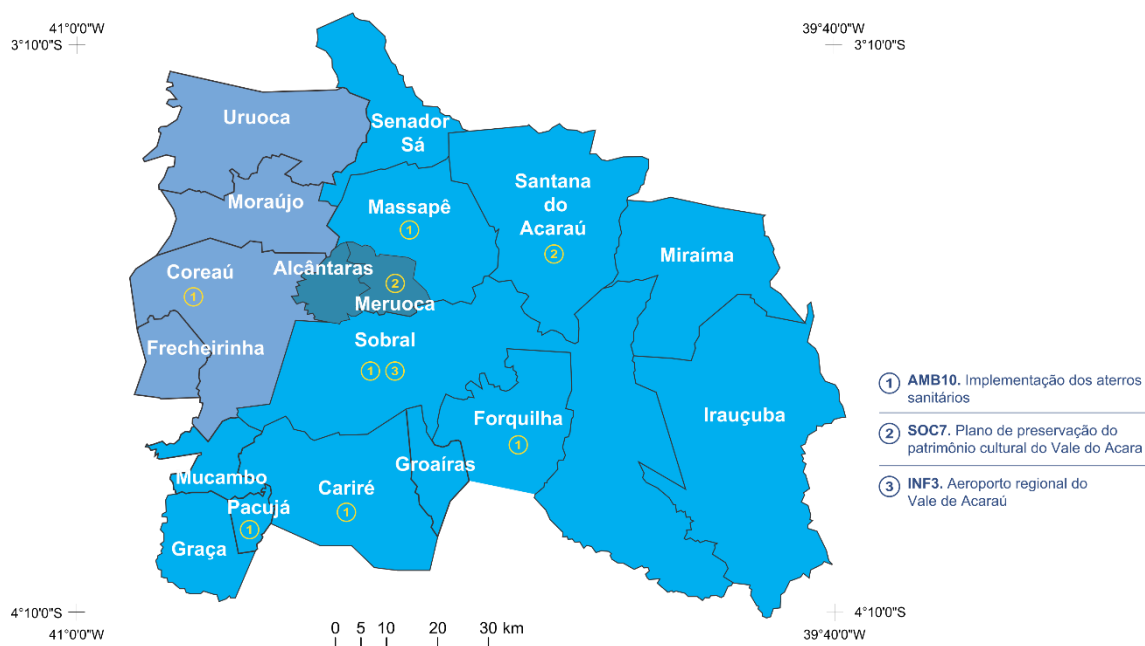 41°0'0"W
39°40'0"W
3°10'0"S
3°10'0"S
Uruoca
Senador
Sá
Santana
do
Acaraú
2
Moraújo
Massapê
1
Miraíma
Coreaú
1
Alcântaras
2
Meruoca
Frecheirinha
Sobral
1 3
Forquilha
1
Irauçuba
Mucambo
Groaíras
Cariré
1
Pacujá
1
Graça
1 AMB10. Implementação dos aterros
sanitários
2 SOC7. Plano de preservação do
patrimônio cultural do Vale do Acara
3 INF3. Aeroporto regional do
Vale de Acaraú
4°10'0"S
4°10'0"S
41°0'0"W
39°40'0"W
0 5 10 20 30 km